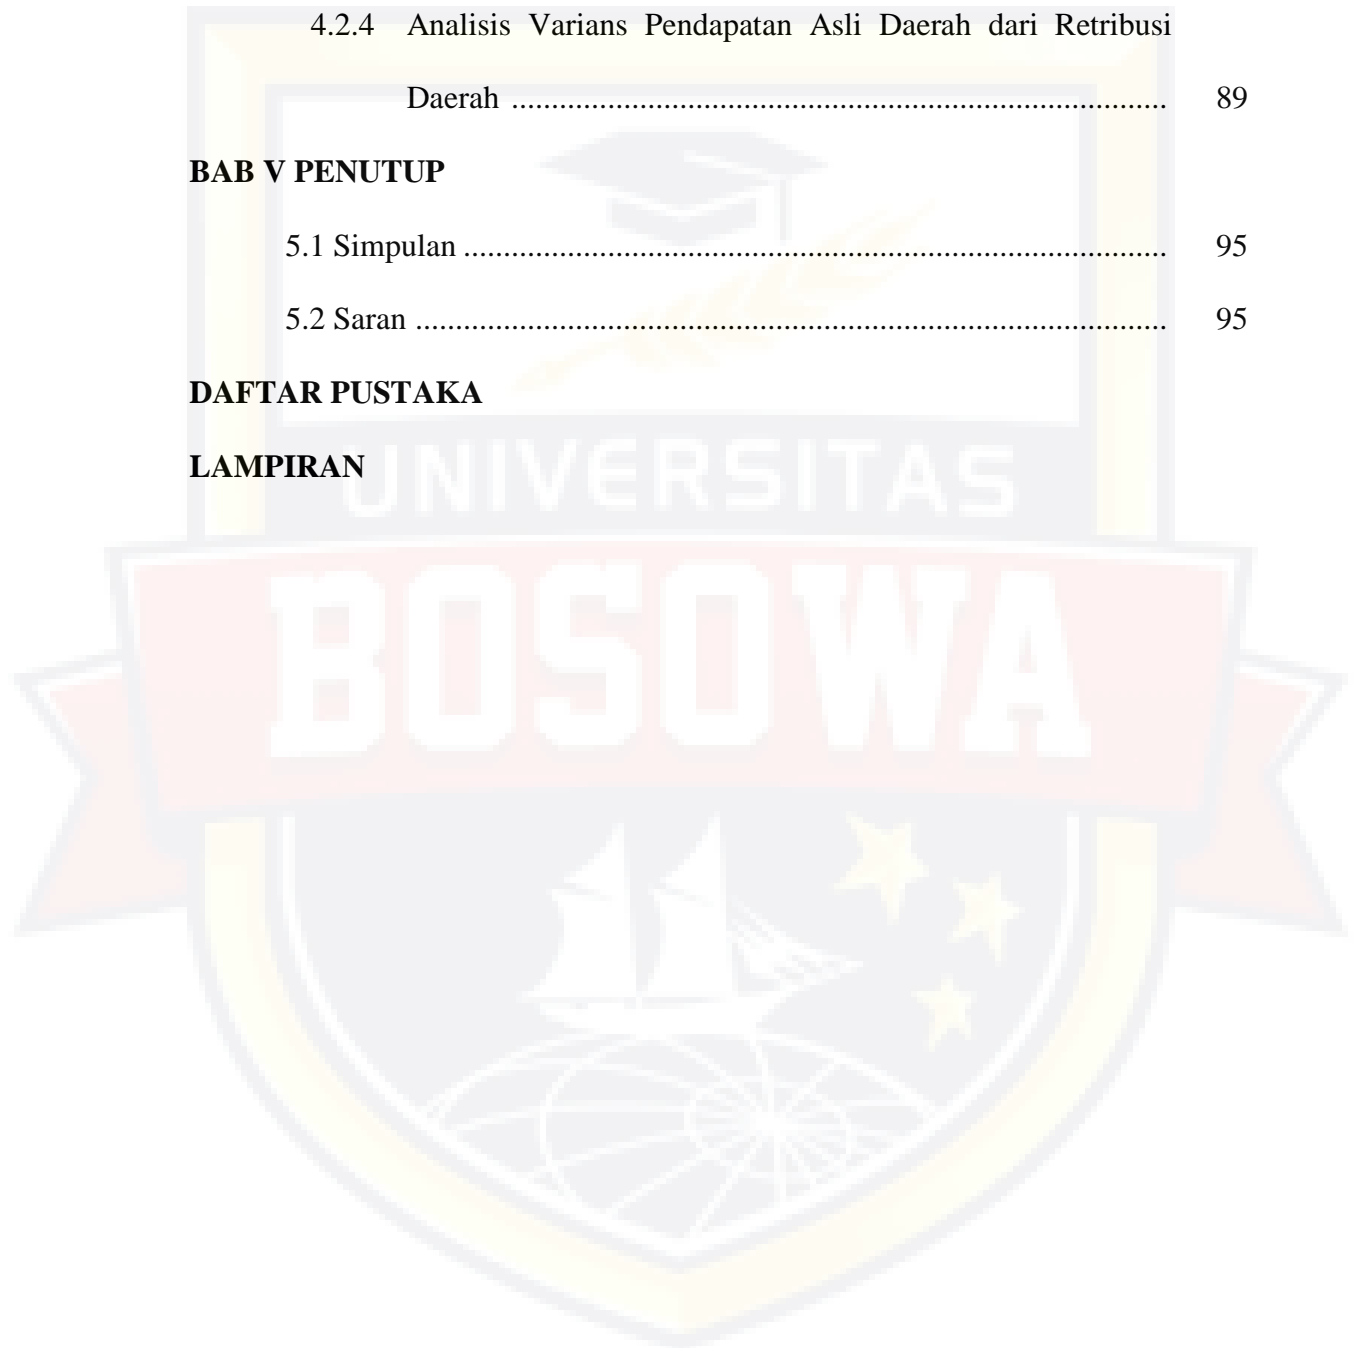 4.2.4 Analisis Varians Pendapatan Asli Daerah dari Retribusi
Daerah .................................................................................. 89
BAB V PENUTUP
5.1 Simpulan ........................................................................................ 95
5.2 Saran .............................................................................................. 95
DAFTAR PUSTAKA
LAMPIRAN
UNIVERSITAS
BOSOWA